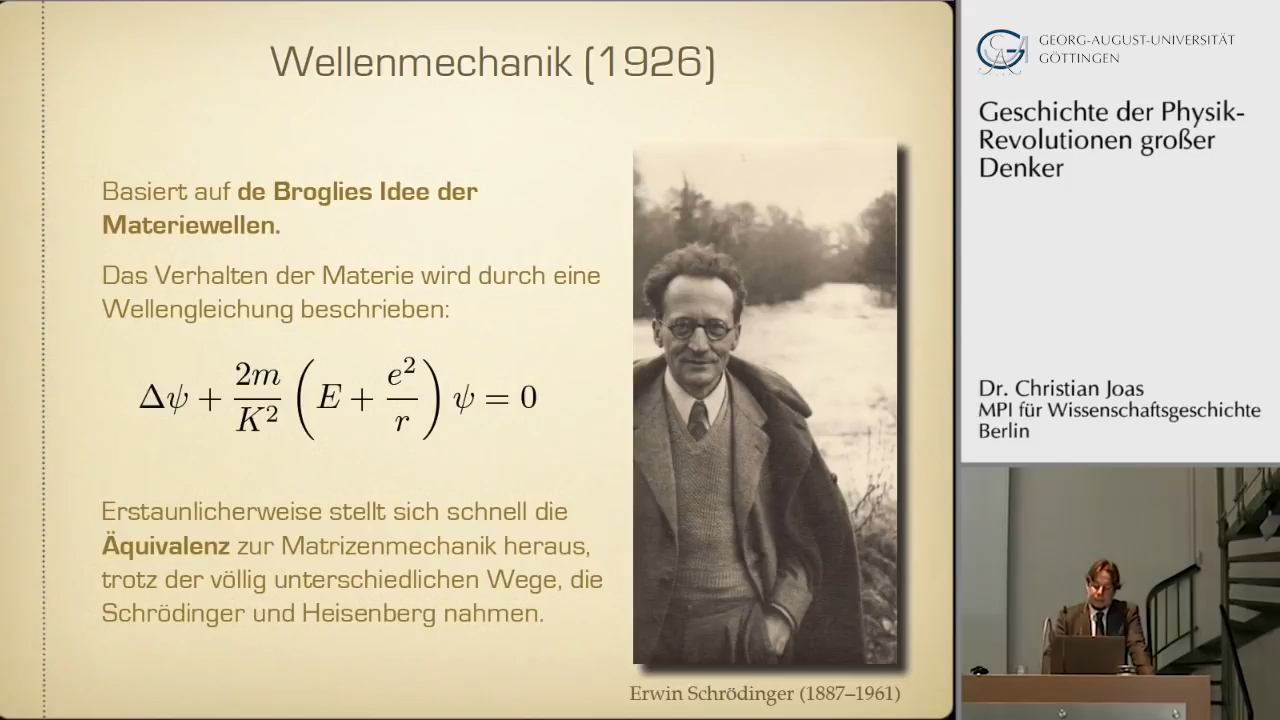 Wellenmechanik (1926)
Basiert auf de Broglies Idee der
Materiewellen.
Das Verhalten der Materie wird durch eine
Wellengleichung beschrieben:
Δψ + 2m/K² (E + e²/r) ψ = 0
Erstaunlicherweise stellt sich schnell die
Äquivalenz zur Matrizenmechanik heraus,
trotz der völlig unterschiedlichen Wege, die
Schrödinger und Heisenberg nahmen.
Erwin Schrödinger (1887–1961)
GEORG-AUGUST-UNIVERSITÄT
GÖTTINGEN
Geschichte der Physik-
Revolutionen großer
Denker
Dr. Christian Joas
MPI für Wissenschaftsgeschichte
Berlin